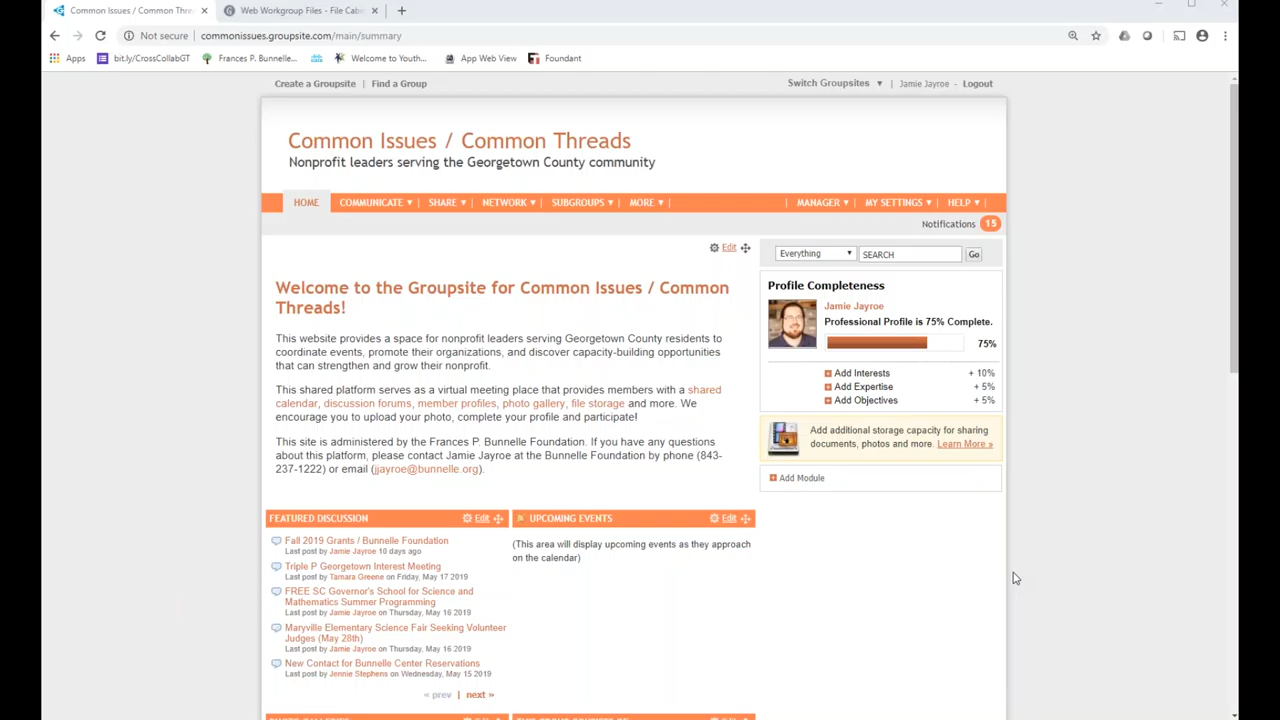 Common Issues / Common Thre
Web Workgroup Files - File Cab
Not secure | commonissues.groupsite.com/main/summary
Apps
bit.ly/CrossCollabGT
Frances P. Bunnelle...
Welcome to Youth...
App Web View
Foundant
Create a Groupsite | Find a Group
Switch Groupsites ▼ | Jamie Jayroe - Logout
Common Issues / Common Threads
Nonprofit leaders serving the Georgetown County community
HOME COMMUNICATE ▼ SHARE ▼ NETWORK ▼ SUBGROUPS ▼ MORE ▼ | | MANAGER ▼ | MY SETTINGS ▼ | HELP ▼ |
Notifications 15
Edit
Everything ▼ SEARCH Go
Welcome to the Groupsite for Common Issues / Common
Threads!
This website provides a space for nonprofit leaders serving Georgetown County residents to
coordinate events, promote their organizations, and discover capacity-building opportunities
that can strengthen and grow their nonprofit.
This shared platform serves as a virtual meeting place that provides members with a shared
calendar, discussion forums, member profiles, photo gallery, file storage and more. We
encourage you to upload your photo, complete your profile and participate!
This site is administered by the Frances P. Bunnelle Foundation. If you have any questions
about this platform, please contact Jamie Jayroe at the Bunnelle Foundation by phone (843-
237-1222) or email (jjayroe@bunnelle.org).
Profile Completeness
Jamie Jayroe
Professional Profile is 75% Complete.
75%
Add Interests + 10%
Add Expertise + 5%
Add Objectives + 5%
Add additional storage capacity for sharing
documents, photos and more. Learn More »
Add Module
FEATURED DISCUSSION Edit
Fall 2019 Grants / Bunnelle Foundation
Last post by Jamie Jayroe 10 days ago
Triple P Georgetown Interest Meeting
Last post by Tamara Greene on Friday, May 17 2019
FREE SC Governor's School for Science and
Mathematics Summer Programming
Last post by Jamie Jayroe on Thursday, May 16 2019
Maryville Elementary Science Fair Seeking Volunteer
Judges (May 28th)
Last post by Jamie Jayroe on Thursday, May 16 2019
New Contact for Bunnelle Center Reservations
Last post by Jennie Stephens on Wednesday, May 15 2019
« prev | next »
UPCOMING EVENTS Edit
(This area will display upcoming events as they approach
on the calendar)